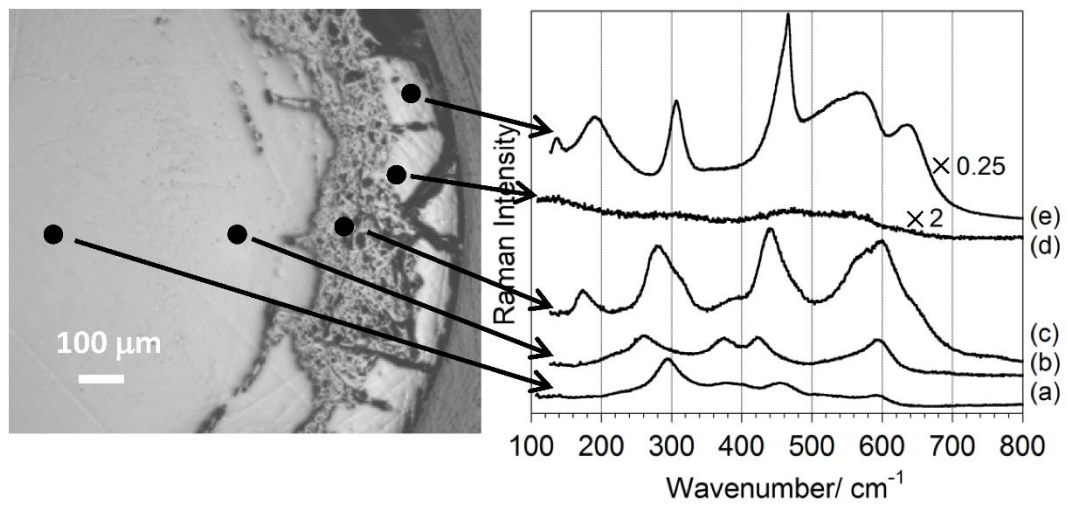 100 μm
Raman Intensity
× 0.25
(e)
× 2
(d)
(c)
(b)
(a)
100 200 300 400 500 600 700 800
Wavenumber/ cm⁻¹